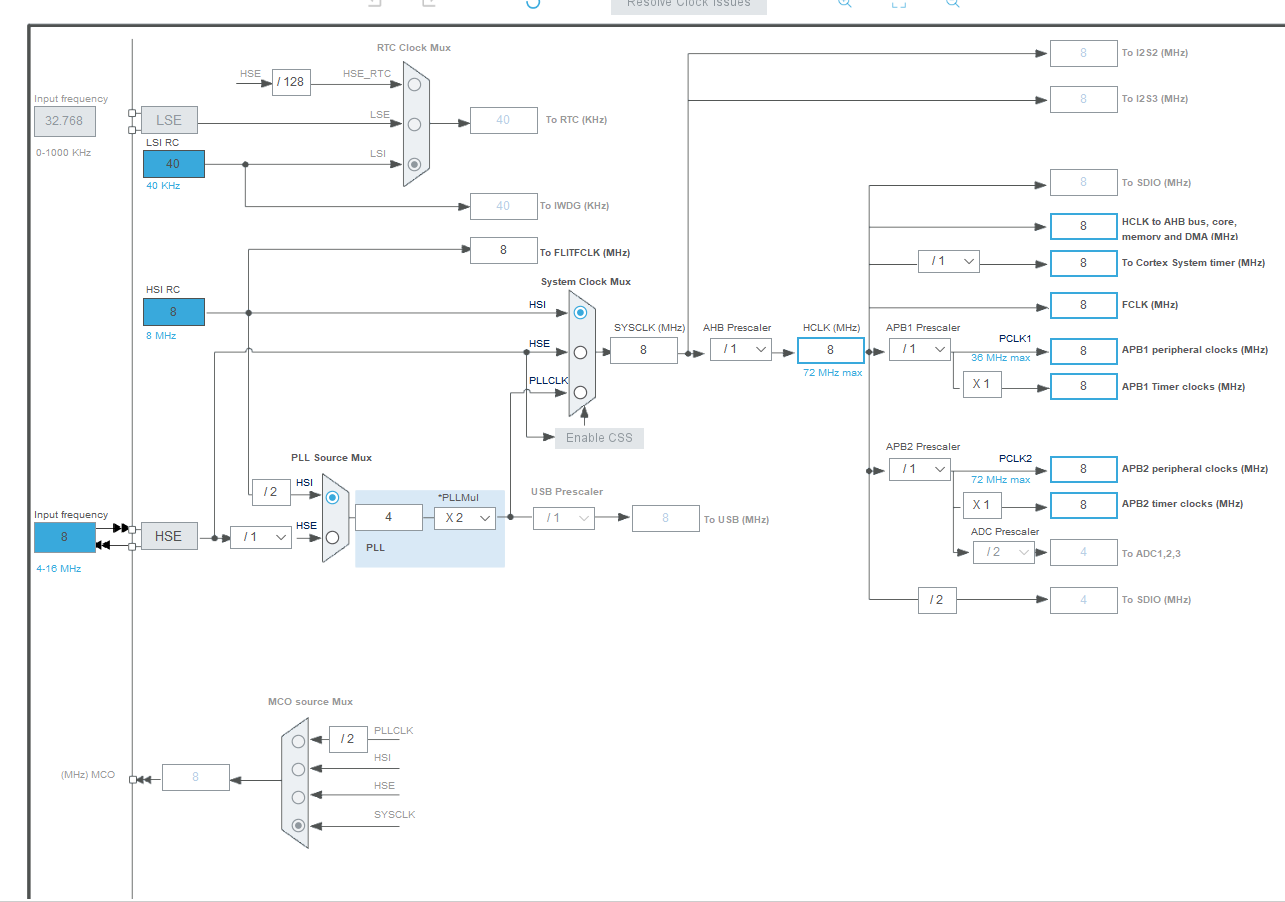 Resolve Clock Issues
RTC Clock Mux
HSE
/ 128
HSE_RTC
Input frequency
32.768
0-1000 KHz
LSE
LSE
40
To RTC (KHz)
LSI RC
40
40 KHz
LSI
40
To IWDG (KHz)
8
To FLITFCLK (MHz)
HSI RC
8
8 MHz
System Clock Mux
HSI
HSE
PLLCLK
Enable CSS
SYSCLK (MHz)
8
AHB Prescaler
/ 1
HCLK (MHz)
8
72 MHz max
8
To I2S2 (MHz)
8
To I2S3 (MHz)
8
To SDIO (MHz)
8
HCLK to AHB bus, core,
memory and DMA (MHz)
/ 1
8
To Cortex System timer (MHz)
8
FCLK (MHz)
APB1 Prescaler
/ 1
PCLK1
36 MHz max
8
APB1 peripheral clocks (MHz)
X 1
8
APB1 Timer clocks (MHz)
APB2 Prescaler
/ 1
PCLK2
72 MHz max
8
APB2 peripheral clocks (MHz)
X 1
8
APB2 timer clocks (MHz)
ADC Prescaler
/ 2
4
To ADC1,2,3
/ 2
4
To SDIO (MHz)
PLL Source Mux
/ 2
HSI
Input frequency
8
4-16 MHz
HSE
/ 1
HSE
4
*PLLMul
X 2
PLL
USB Prescaler
/ 1
8
To USB (MHz)
MCO source Mux
/ 2
PLLCLK
HSI
HSE
SYSCLK
(MHz) MCO
8